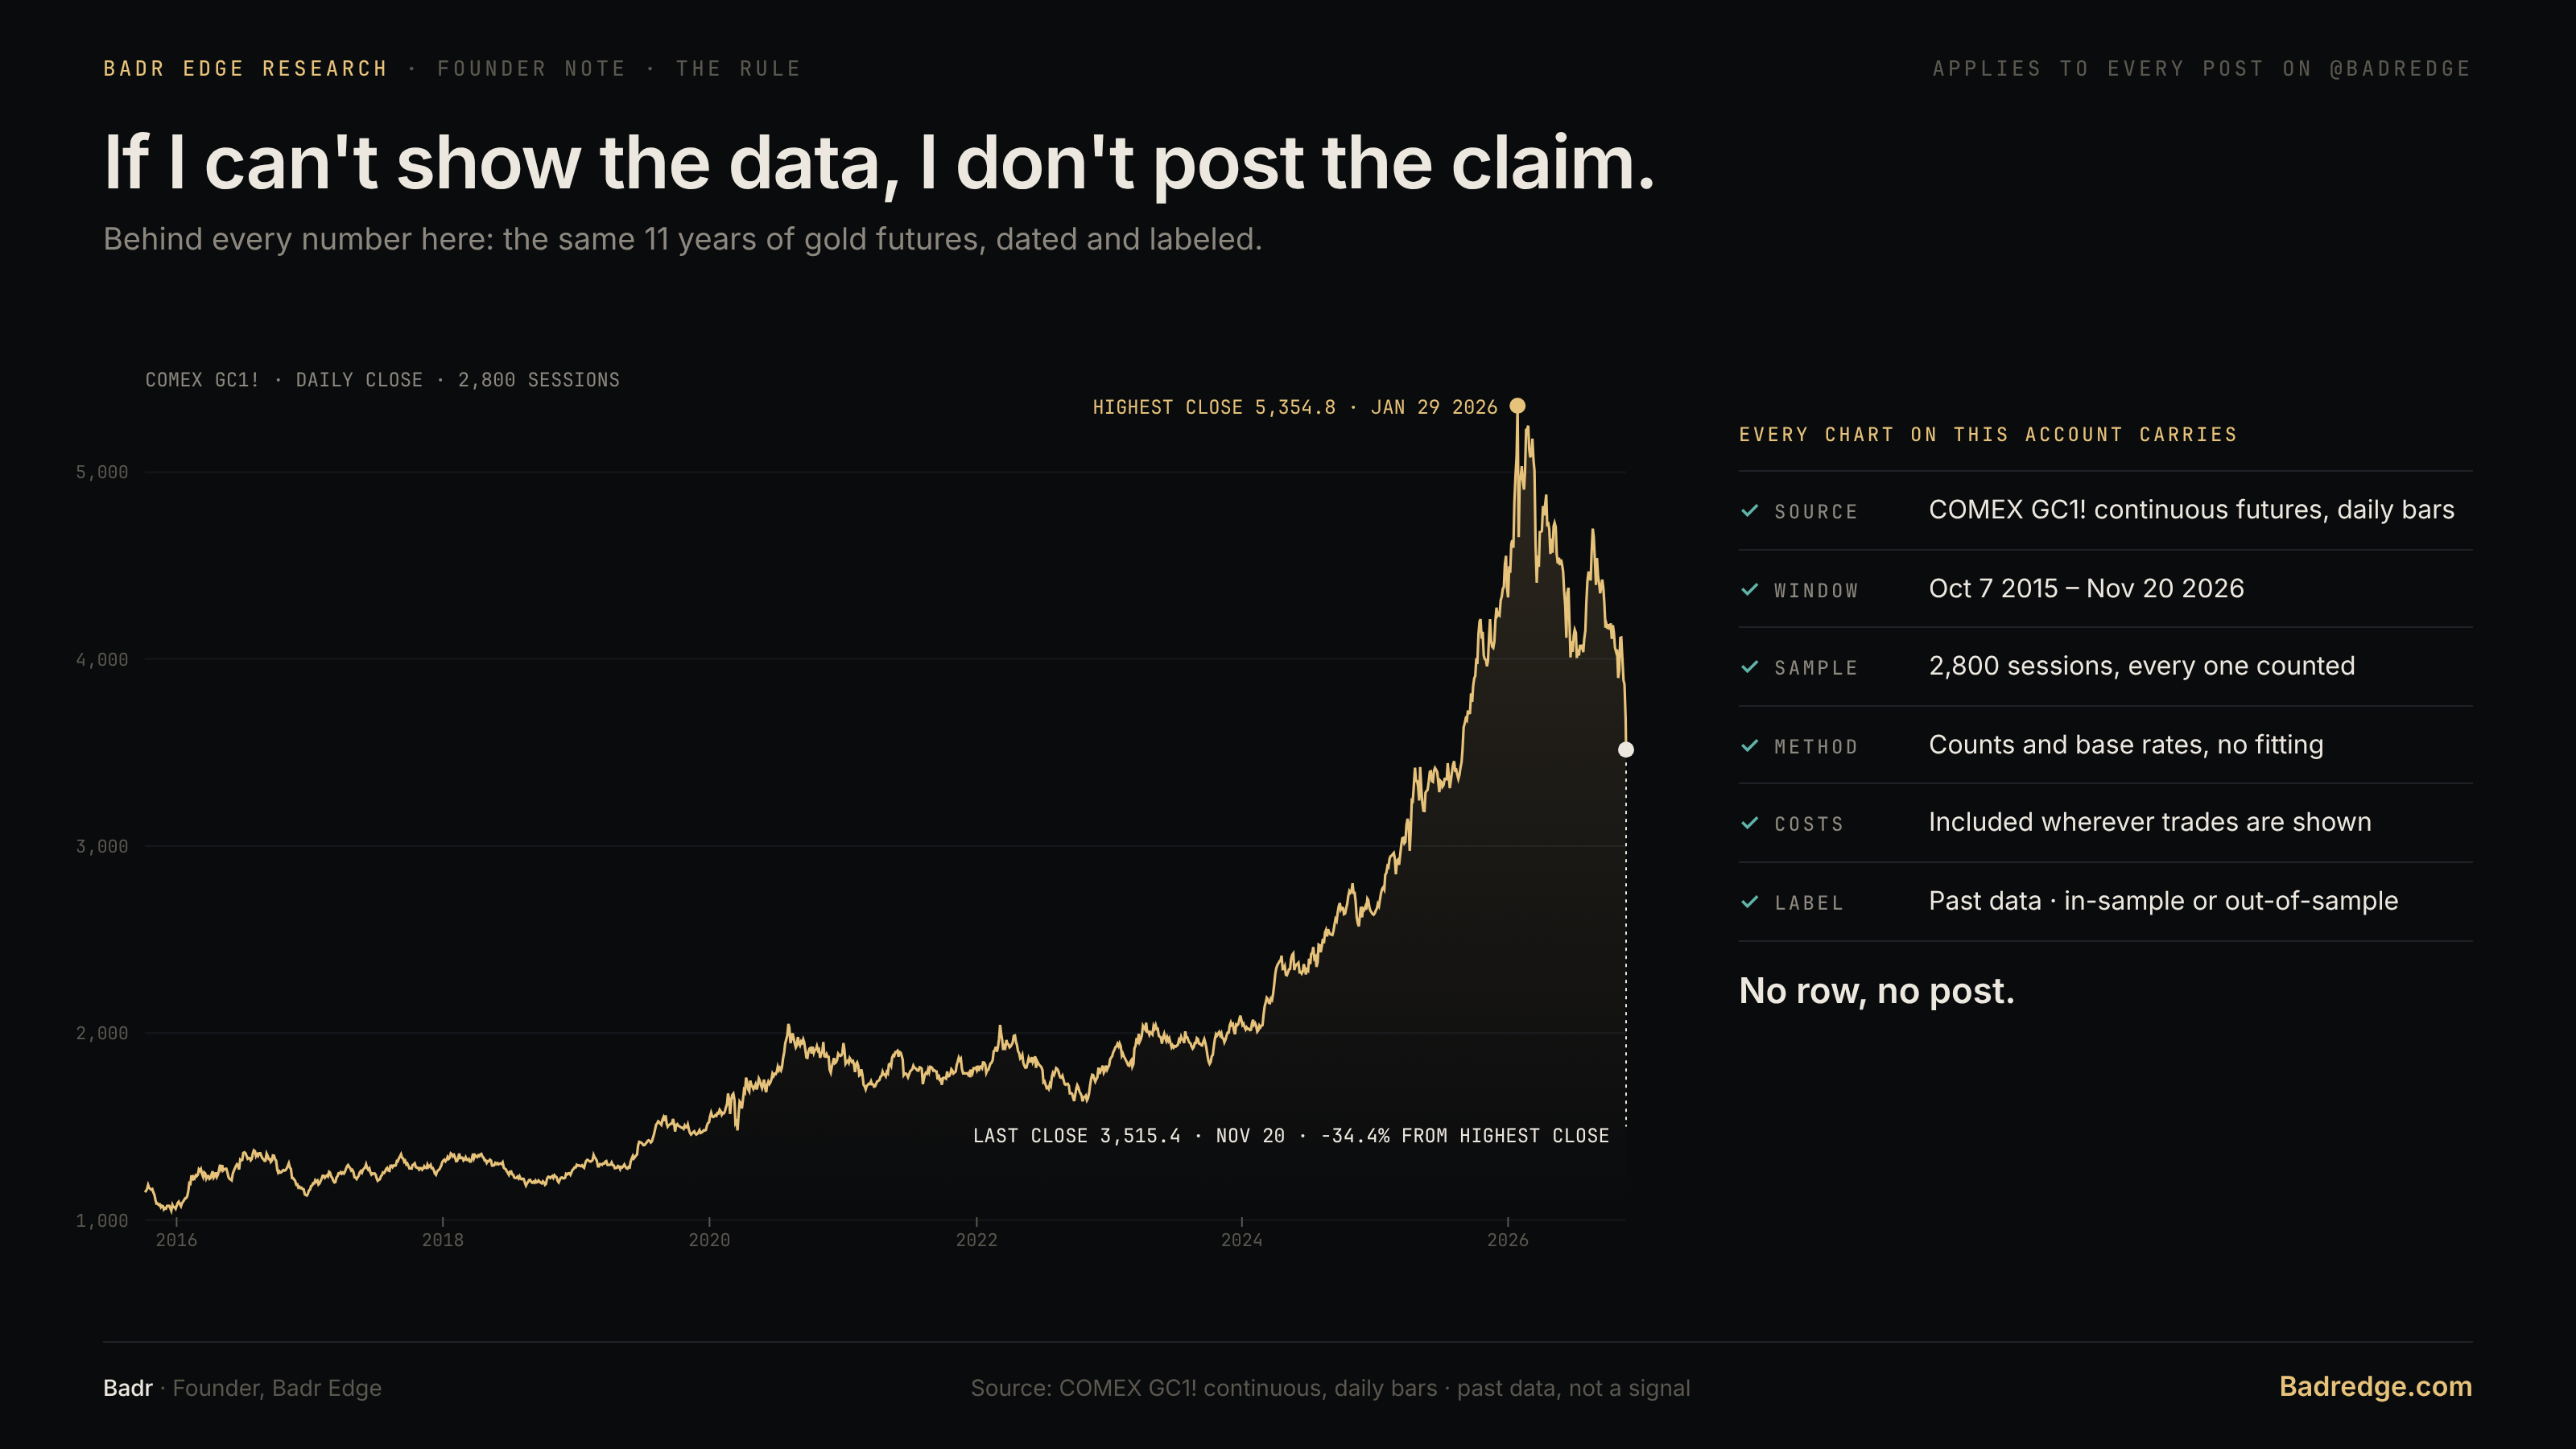 BADR EDGE RESEARCH · FOUNDER NOTE · THE RULE
APPLIES TO EVERY POST ON @BADREDGE
If I can't show the data, I don't post the claim.
Behind every number here: the same 11 years of gold futures, dated and labeled.
COMEX GC1! · DAILY CLOSE · 2,800 SESSIONS
HIGHEST CLOSE 5,354.8 · JAN 29 2026
5,000
4,000
3,000
2,000
1,000
LAST CLOSE 3,515.4 · NOV 20 · -34.4% FROM HIGHEST CLOSE
2016 2018 2020 2022 2024 2026
EVERY CHART ON THIS ACCOUNT CARRIES
✓ SOURCE COMEX GC1! continuous futures, daily bars
✓ WINDOW Oct 7 2015 – Nov 20 2026
✓ SAMPLE 2,800 sessions, every one counted
✓ METHOD Counts and base rates, no fitting
✓ COSTS Included wherever trades are shown
✓ LABEL Past data · in-sample or out-of-sample
No row, no post.
Badr · Founder, Badr Edge
Source: COMEX GC1! continuous, daily bars · past data, not a signal
Badredge.com